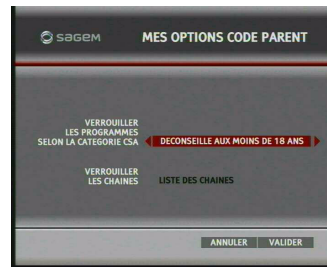 SAGEM
MES OPTIONS CODE PARENT
VERROUILLER
LES PROGRAMMES
SELON LA CATEGORIE CSA
DECONSEILLE AUX MOINS DE 18 ANS
VERROUILLER
LES CHAINES
LISTE DES CHAINES
ANNULER
VALIDER